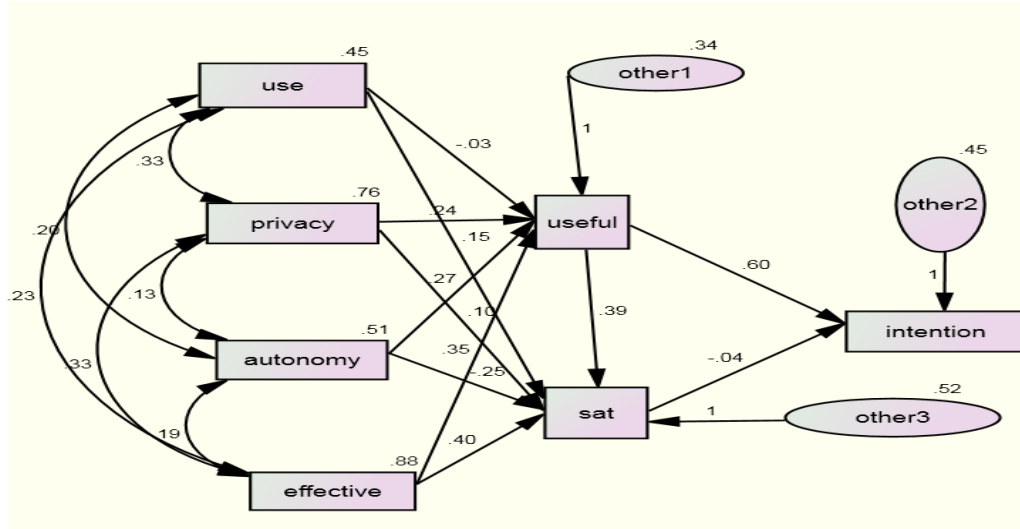 .45
use
.34
other1
-.03
1
.33
.45
.76
privacy
.24
useful
other2
.20
.15
.60
1
.27
.23
.13
.10
.39
intention
.51
autonomy
.35
-.04
.33
-.25
.52
sat
1
other3
.19
.40
.88
effective